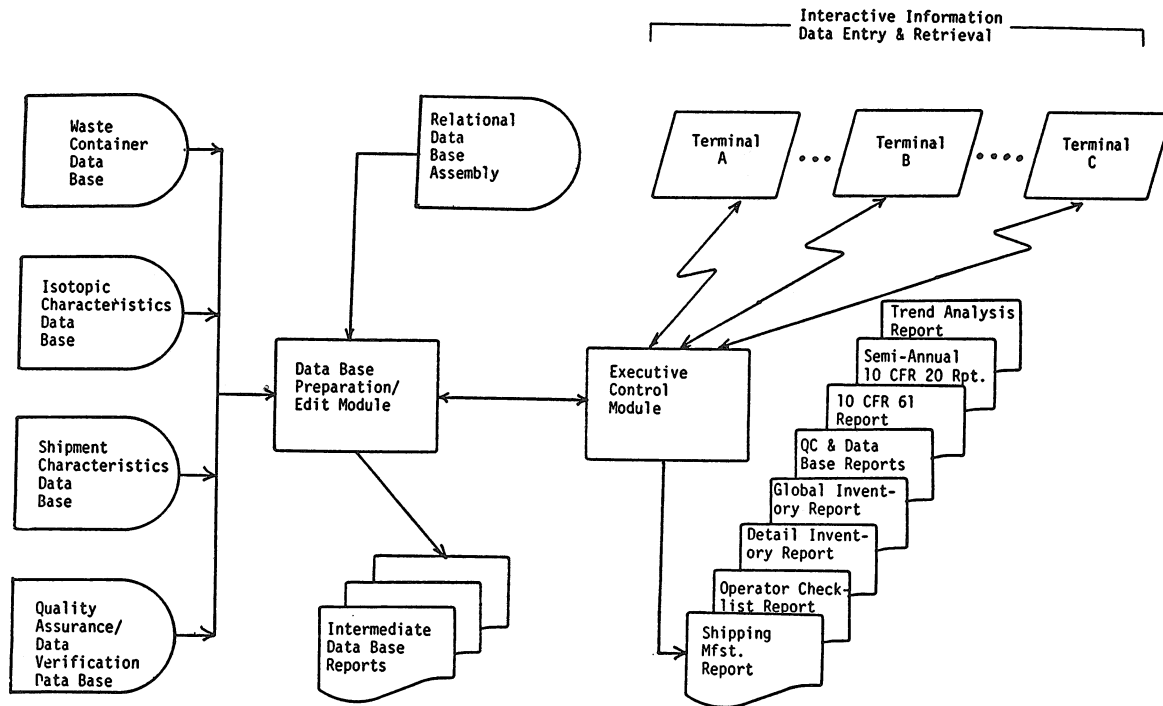 Interactive Information
Data Entry & Retrieval
Waste
Container
Data
Base
Relational
Data
Base
Assembly
Terminal
A
Terminal
B
Terminal
C
Isotopic
Characteristics
Data
Base
Data Base
Preparation/
Edit Module
Executive
Control
Module
Trend Analysis
Report
Semi-Annual
10 CFR 20 Rpt.
10 CFR 61
Report
QC & Data
Base Reports
Global Invent-
ory Report
Detail Invent-
ory Report
Operator Check-
list Report
Shipping
Mfst.
Report
Shipment
Characteristics
Data
Base
Quality
Assurance/
Data
Verification
Data Base
Intermediate
Data Base
Reports